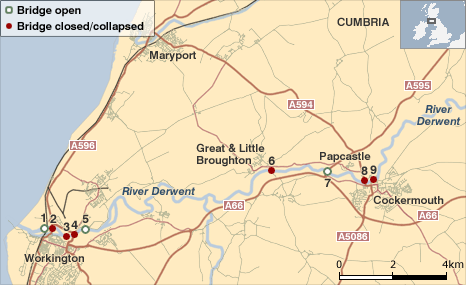 Bridge open
Bridge closed/collapsed
CUMBRIA
Maryport
A595
A594
River
Derwent
A596
Great & Little
Broughton
6
Papcastle
7
8 9
River Derwent
Cockermouth
A66
A66
1 2
3 4 5
A5086
Workington
0 2 4km